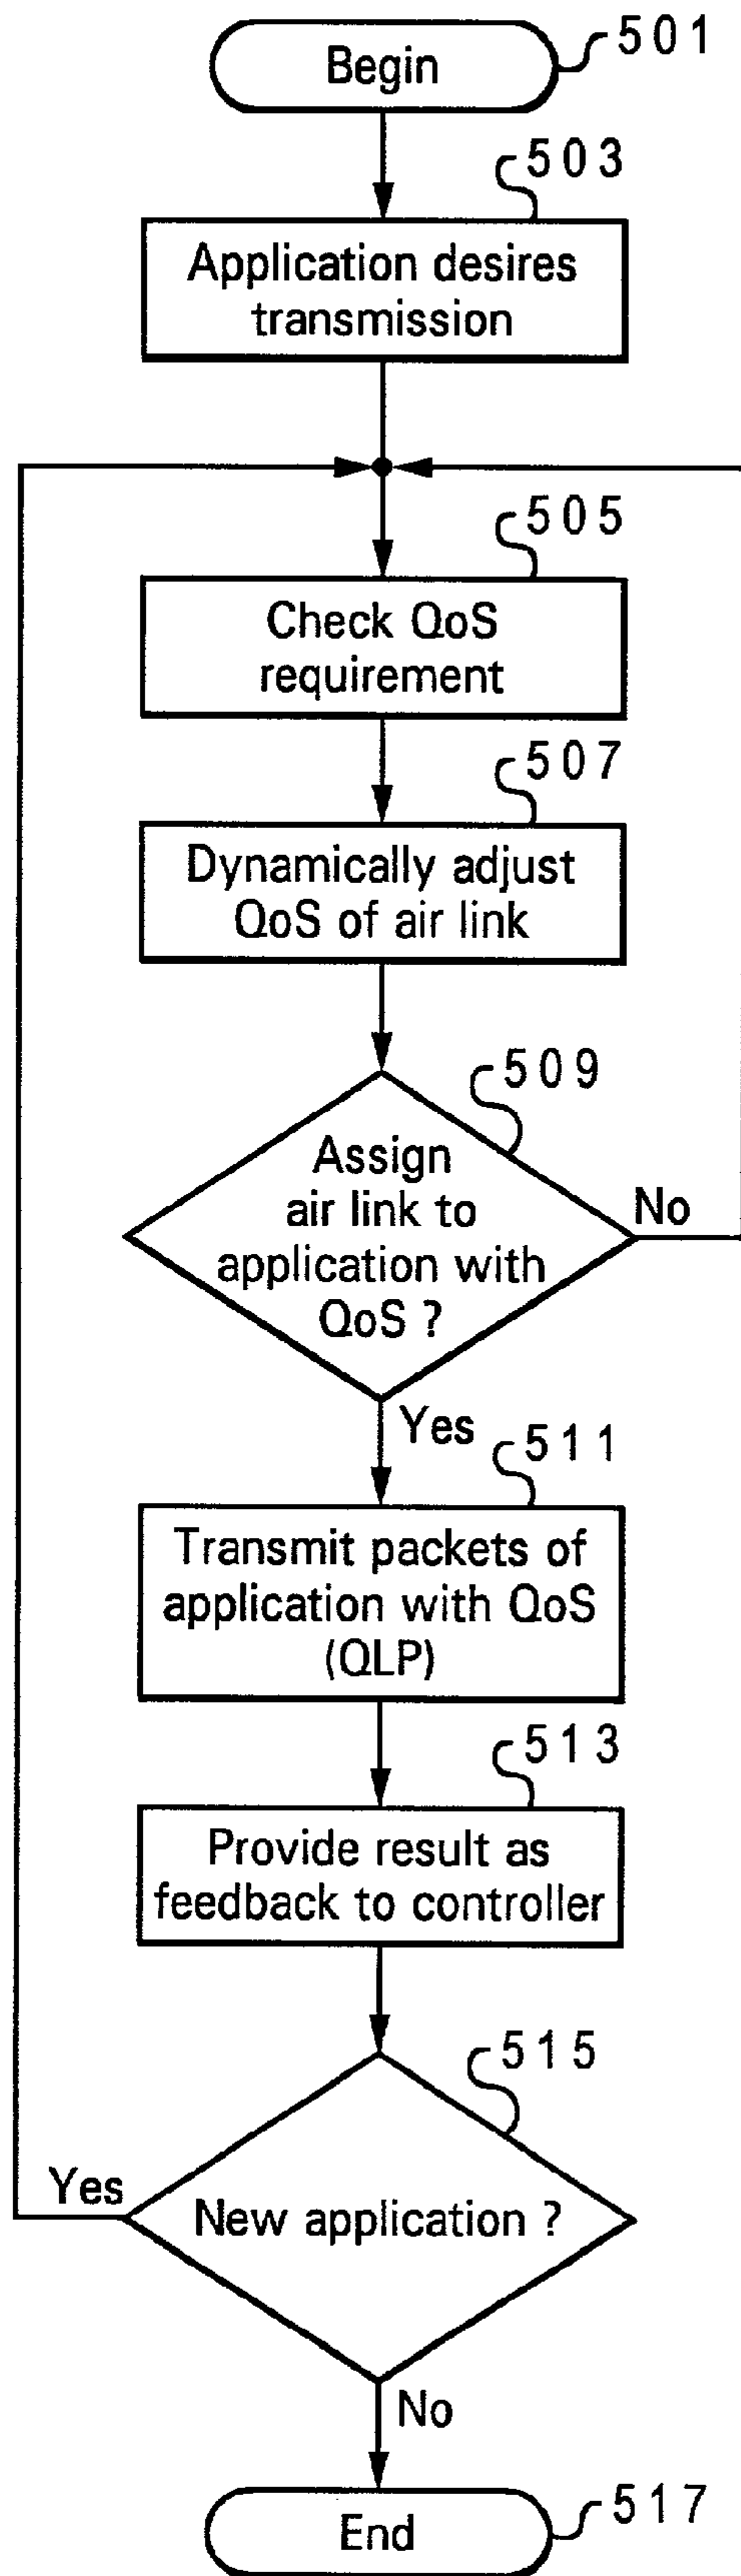 Begin
501
503
Application desires
transmission
505
Check QoS
requirement
507
Dynamically adjust
QoS of air link
509
Assign
air link to
application with
QoS ?
No
Yes
511
Transmit packets of
application with QoS
(QLP)
513
Provide result as
feedback to controller
515
New application ?
Yes
No
End
517